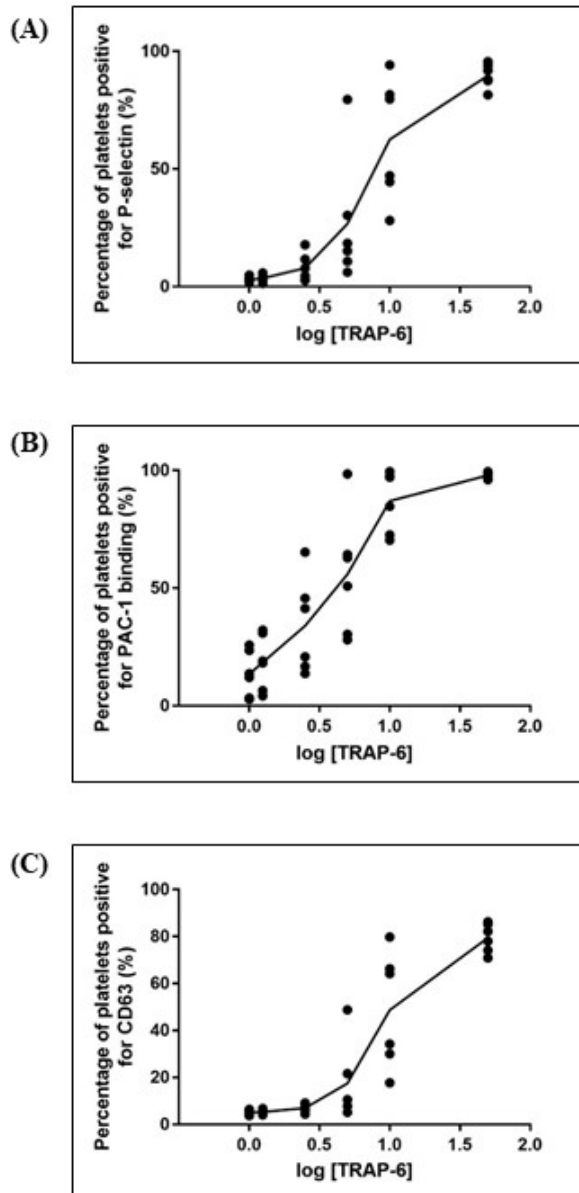 (A)
Percentage of platelets positive
for P-selectin (%)
100
50
0
0.0 0.5 1.0 1.5 2.0
log [TRAP-6]
(B)
Percentage of platelets positive
for PAC-1 binding (%)
100
50
0
0.0 0.5 1.0 1.5 2.0
log [TRAP-6]
(C)
Percentage of platelets positive
for CD63 (%)
100
80
60
40
20
0
0.0 0.5 1.0 1.5 2.0
log [TRAP-6]